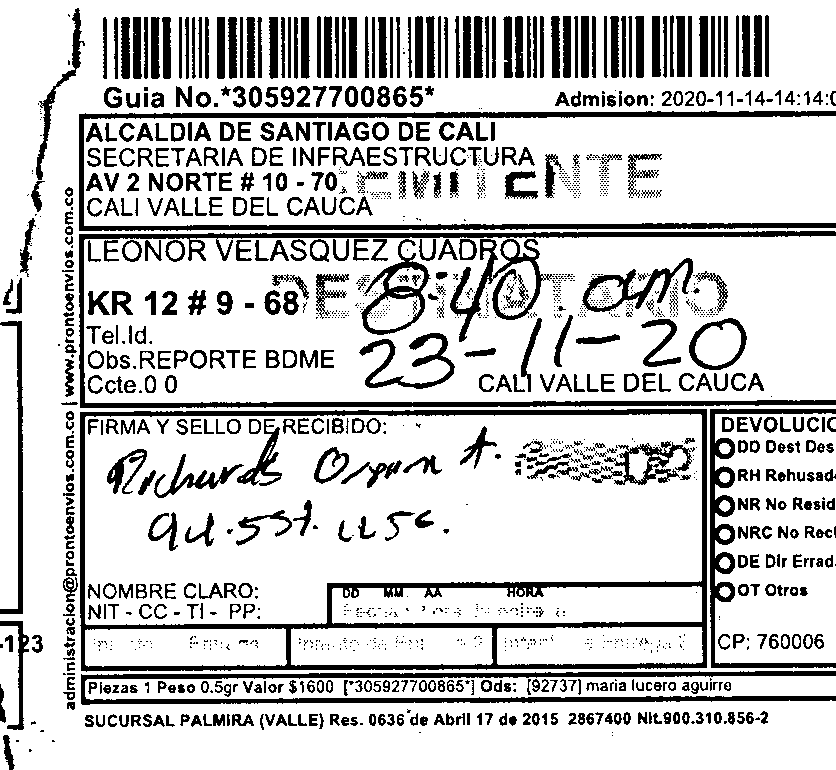 Guia No.*305927700865*
Admision: 2020-11-14-14:14:0
ALCALDIA DE SANTIAGO DE CALI
SECRETARIA DE INFRAESTRUCTURA
AV 2 NORTE # 10 - 70
CALI VALLE DEL CAUCA
LEONOR VELASQUEZ CUADROS
DESTINATARIO
8:40 am
KR 12 # 9 - 68
Tel.Id.
Obs.REPORTE BDME
23-11-20
Ccte.0 0
CALI VALLE DEL CAUCA
administracion@prontoenvios.com.co | www.prontoenvios.com.co
FIRMA Y SELLO DE RECIBIDO:
Richards
NOMBRE CLARO:
NIT - CC - TI - PP:
DD MM AA HORA
DEVOLUCIO
DD Dest Des
RH Rehusad
NR No Resid
NRC No Recl
DE Dir Errad.
OT Otros
CP: 760006
-123
Piezas 1 Peso 0.5gr Valor $1600 [*305927700865*] Ods: [92737] maria lucero aguirre
SUCURSAL PALMIRA (VALLE) Res. 0636 de Abril 17 de 2015 2867400 Nit.900.310.856-2